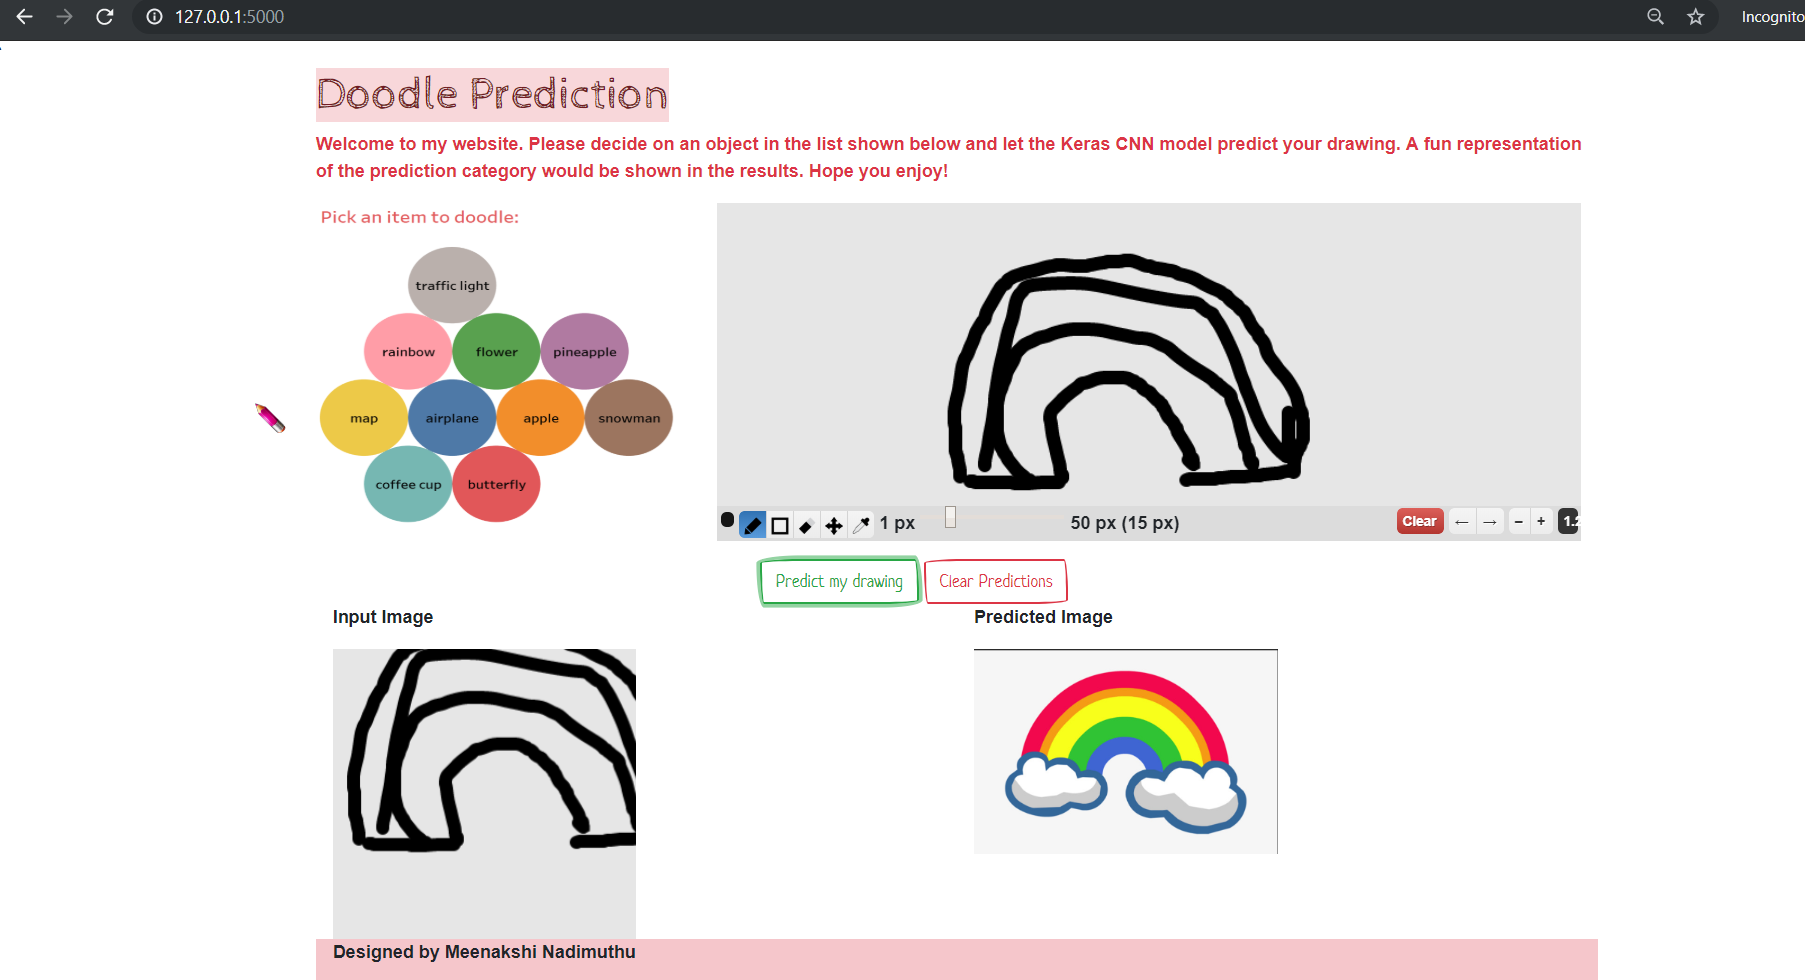 127.0.0.1:5000
Incognito
Doodle Prediction
Welcome to my website. Please decide on an object in the list shown below and let the Keras CNN model predict your drawing. A fun representation
of the prediction category would be shown in the results. Hope you enjoy!
Pick an item to doodle:
traffic light
rainbow flower pineapple
map airplane apple snowman
coffee cup butterfly
1 px 50 px (15 px) Clear ← → − +
Predict my drawing Clear Predictions
Input Image Predicted Image
Designed by Meenakshi Nadimuthu